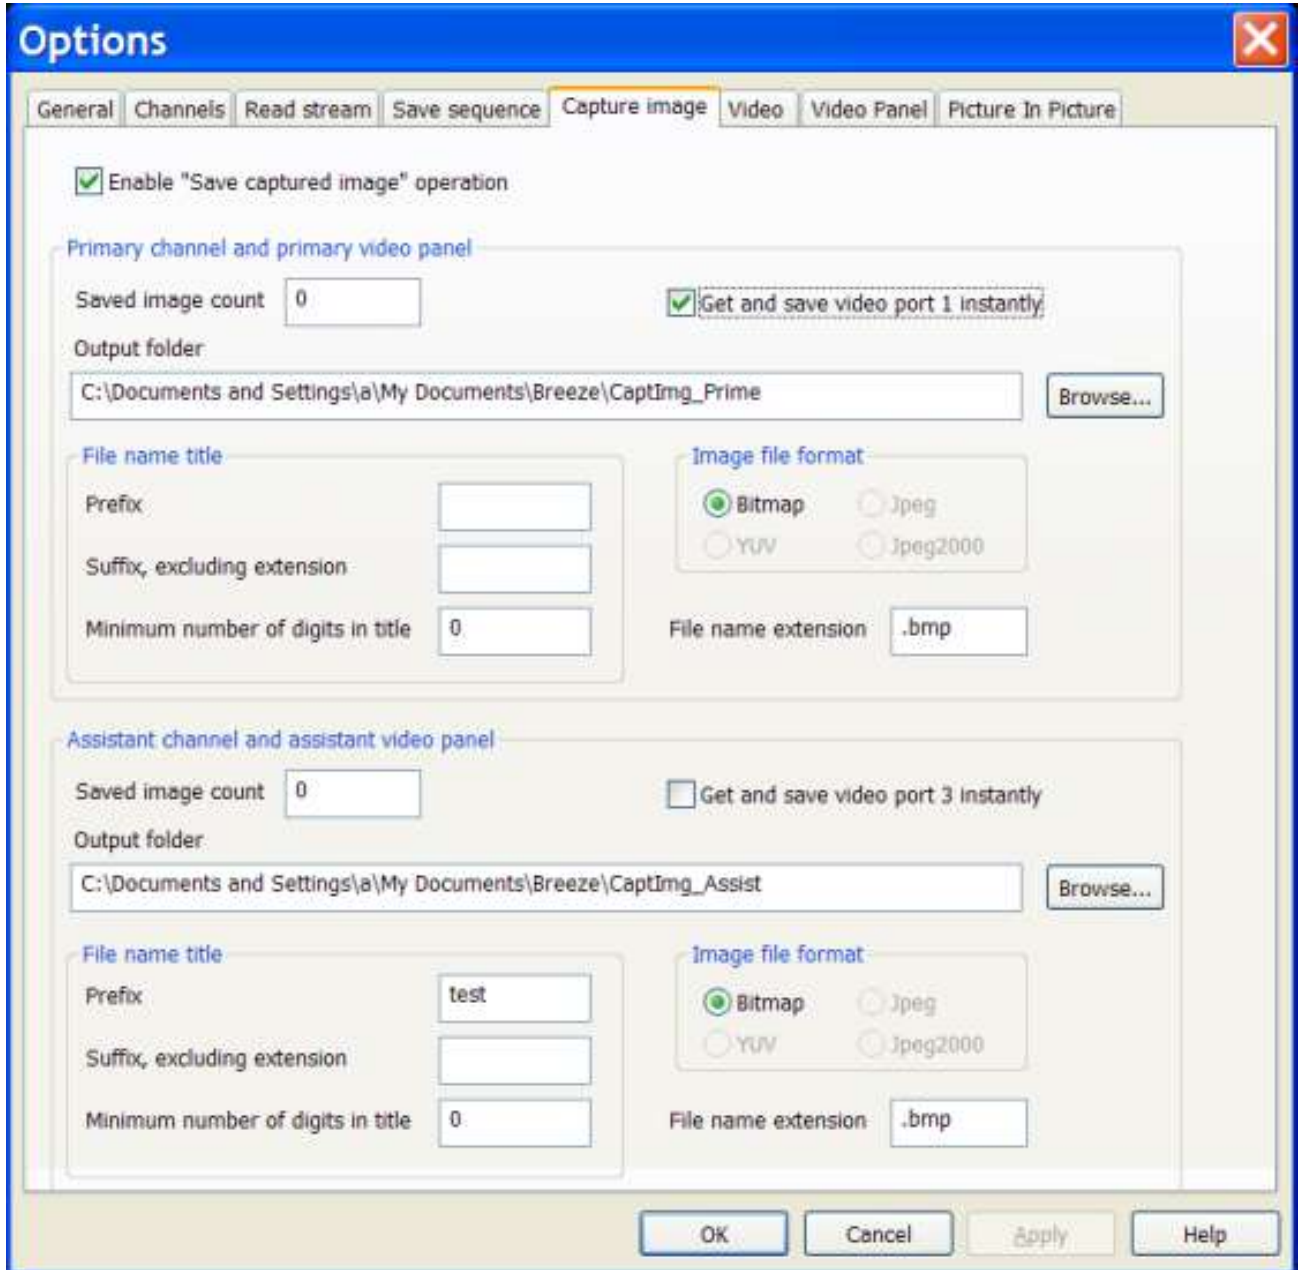 Options
General Channels Read stream Save sequence Capture image Video Video Panel Picture In Picture
Enable "Save captured image" operation
Primary channel and primary video panel
Saved image count 0 Get and save video port 1 instantly
Output folder
C:\Documents and Settings\a\My Documents\Breeze\CaptImg_Prime Browse...
File name title Image file format
Prefix Bitmap Jpeg
YUV Jpeg2000
Suffix, excluding extension
Minimum number of digits in title 0 File name extension .bmp
Assistant channel and assistant video panel
Saved image count 0 Get and save video port 3 instantly
Output folder
C:\Documents and Settings\a\My Documents\Breeze\CaptImg_Assist Browse...
File name title Image file format
Prefix test Bitmap Jpeg
YUV Jpeg2000
Suffix, excluding extension
Minimum number of digits in title 0 File name extension .bmp
OK Cancel Apply Help